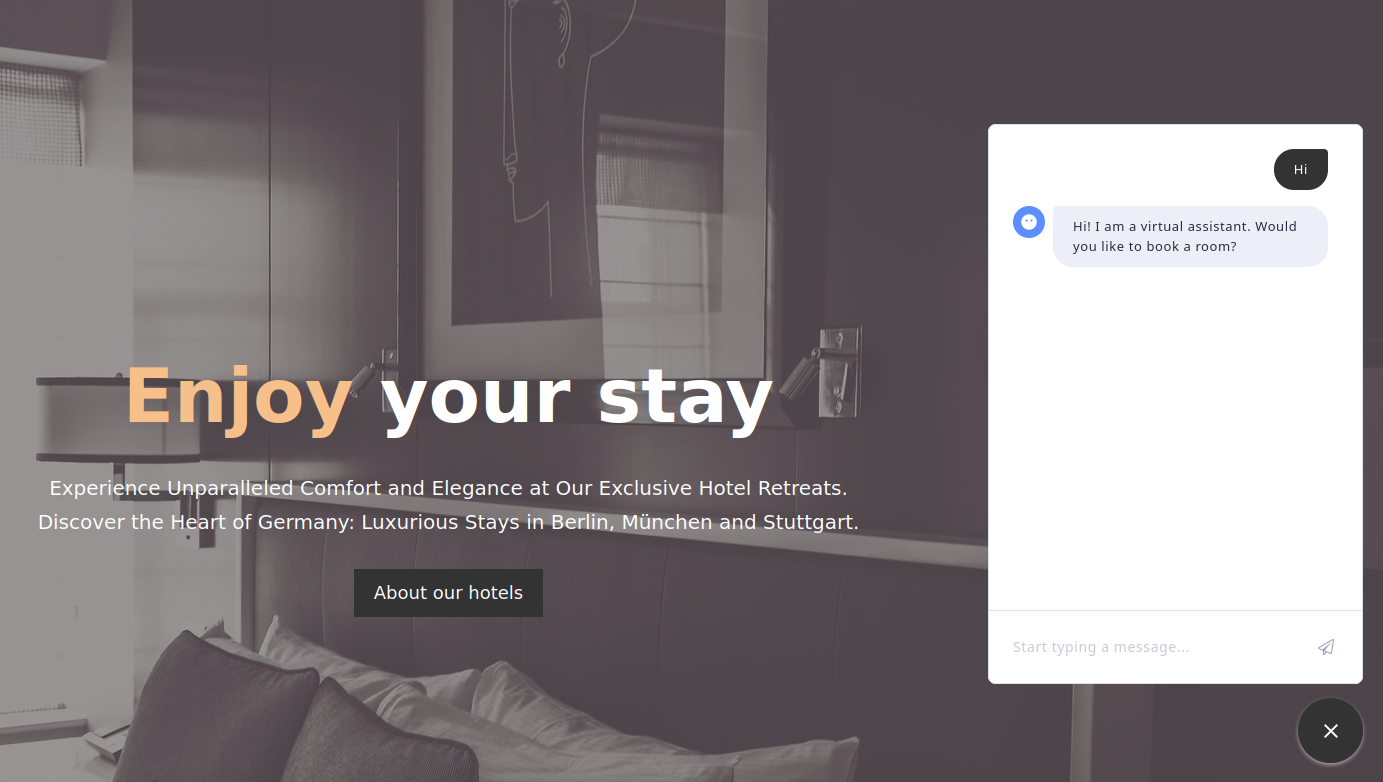 Enjoy your stay
Experience Unparalleled Comfort and Elegance at Our Exclusive Hotel Retreats.
Discover the Heart of Germany: Luxurious Stays in Berlin, München and Stuttgart.
About our hotels
Hi
Hi! I am a virtual assistant. Would
you like to book a room?
Start typing a message...